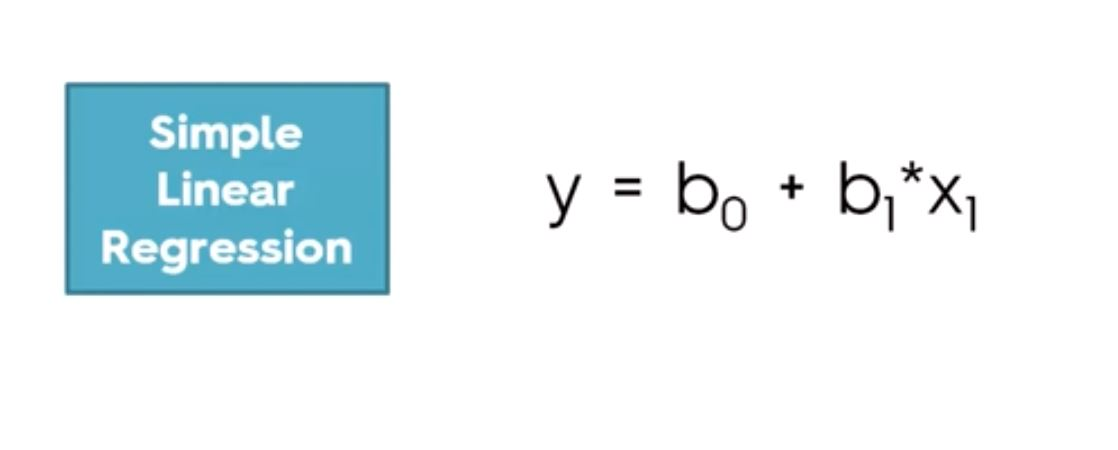 Simple
Linear
Regression
y = b₀ + b₁*x₁